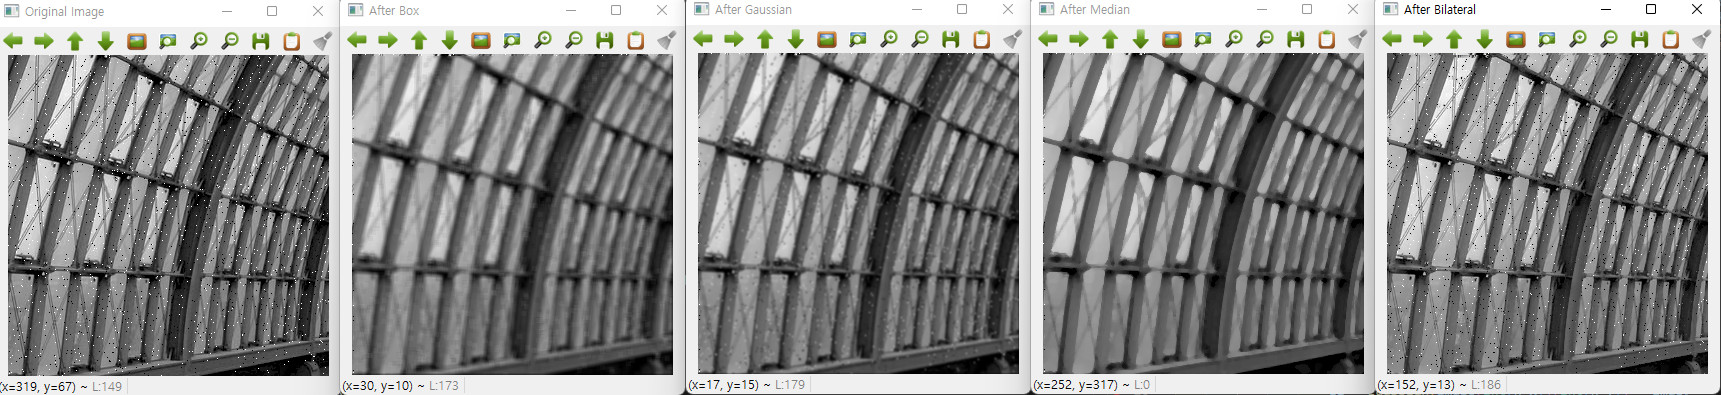 Original Image
After Box
After Gaussian
After Median
After Bilateral
(x=319, y=67) ~ L:149
(x=30, y=10) ~ L:173
(x=17, y=15) ~ L:179
(x=252, y=317) ~ L:0
(x=152, y=13) ~ L:186